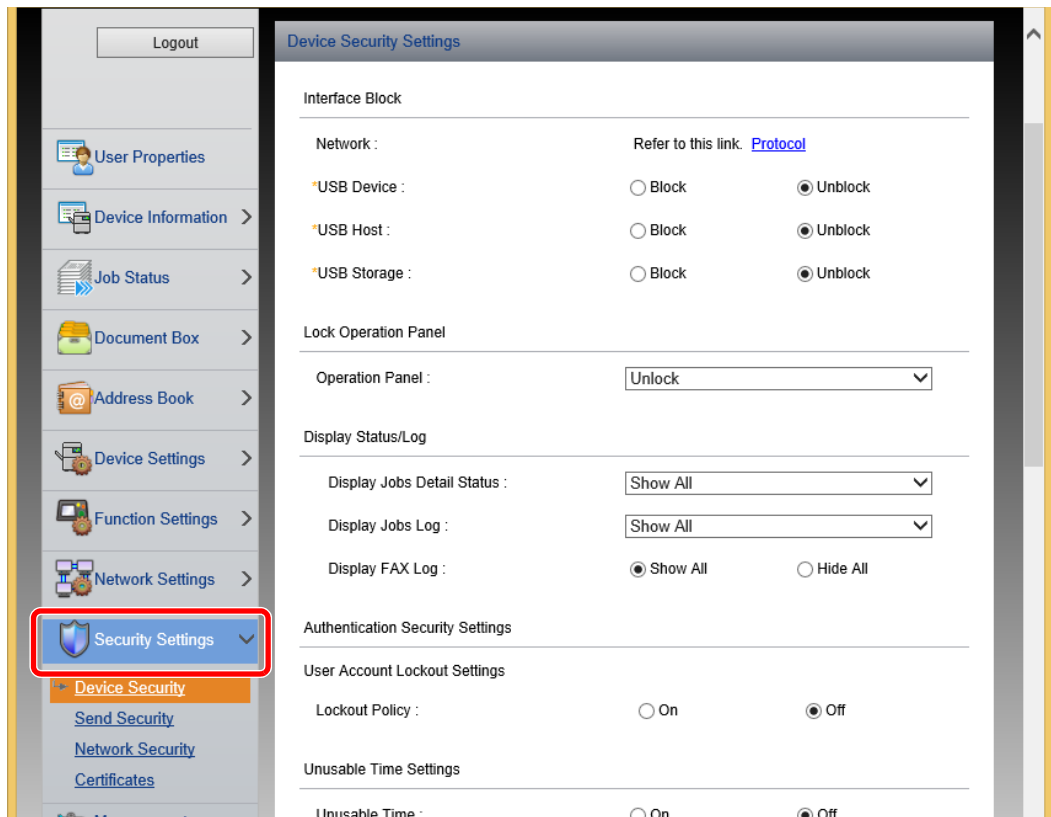 Logout
User Properties
Device Information
Job Status
Document Box
Address Book
Device Settings
Function Settings
Network Settings
Security Settings
Device Security
Send Security
Network Security
Certificates
Device Security Settings
Interface Block
Network : Refer to this link. Protocol
*USB Device : Block Unblock
*USB Host : Block Unblock
*USB Storage : Block Unblock
Lock Operation Panel
Operation Panel : Unlock
Display Status/Log
Display Jobs Detail Status : Show All
Display Jobs Log : Show All
Display FAX Log : Show All Hide All
Authentication Security Settings
User Account Lockout Settings
Lockout Policy : On Off
Unusable Time Settings
Unusable Time : On Off